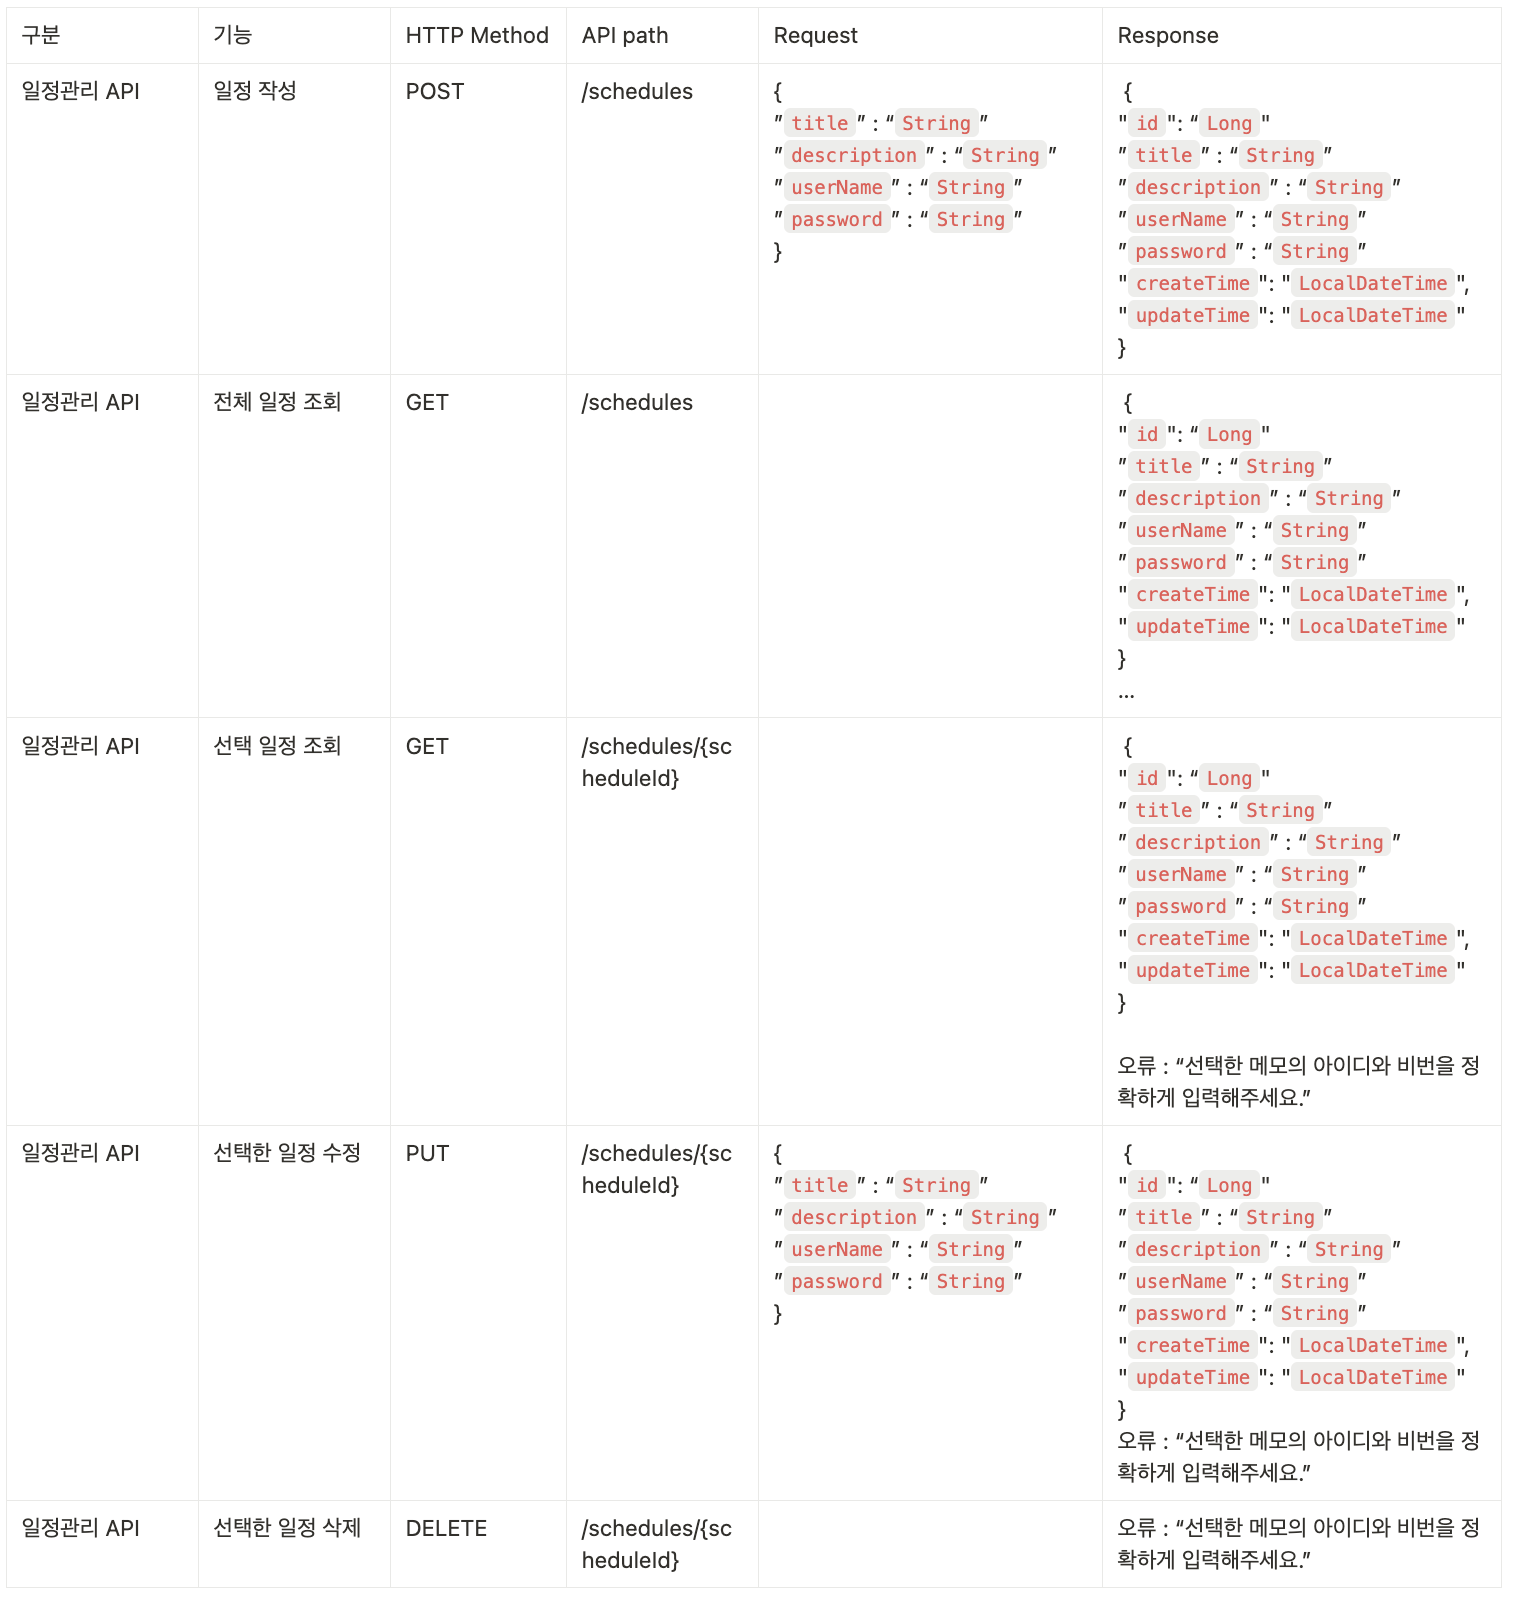 구분 기능 HTTP Method API path Request Response
일정관리 API 일정 작성 POST /schedules
{
” title ” : “ String ”
” description ” : “ String ”
” userName ” : “ String ”
” password ” : “ String ”
}
{
" id ": “ Long "
” title ” : “ String ”
” description ” : “ String ”
” userName ” : “ String ”
” password ” : “ String ”
" createTime ": " LocalDateTime ",
" updateTime ": " LocalDateTime "
}
일정관리 API 전체 일정 조회 GET /schedules
{
" id ": “ Long "
” title ” : “ String ”
” description ” : “ String ”
” userName ” : “ String ”
” password ” : “ String ”
" createTime ": " LocalDateTime ",
" updateTime ": " LocalDateTime "
}
…
일정관리 API 선택 일정 조회 GET /schedules/{sc
heduleId}
{
" id ": “ Long "
” title ” : “ String ”
” description ” : “ String ”
” userName ” : “ String ”
” password ” : “ String ”
" createTime ": " LocalDateTime ",
" updateTime ": " LocalDateTime "
}
오류 : “선택한 메모의 아이디와 비번을 정
확하게 입력해주세요.”
일정관리 API 선택한 일정 수정 PUT /schedules/{sc
heduleId}
{
” title ” : “ String ”
” description ” : “ String ”
” userName ” : “ String ”
” password ” : “ String ”
}
{
" id ": “ Long "
” title ” : “ String ”
” description ” : “ String ”
” userName ” : “ String ”
” password ” : “ String ”
" createTime ": " LocalDateTime ",
" updateTime ": " LocalDateTime "
}
오류 : “선택한 메모의 아이디와 비번을 정
확하게 입력해주세요.”
일정관리 API 선택한 일정 삭제 DELETE /schedules/{sc
heduleId}
오류 : “선택한 메모의 아이디와 비번을 정
확하게 입력해주세요.”